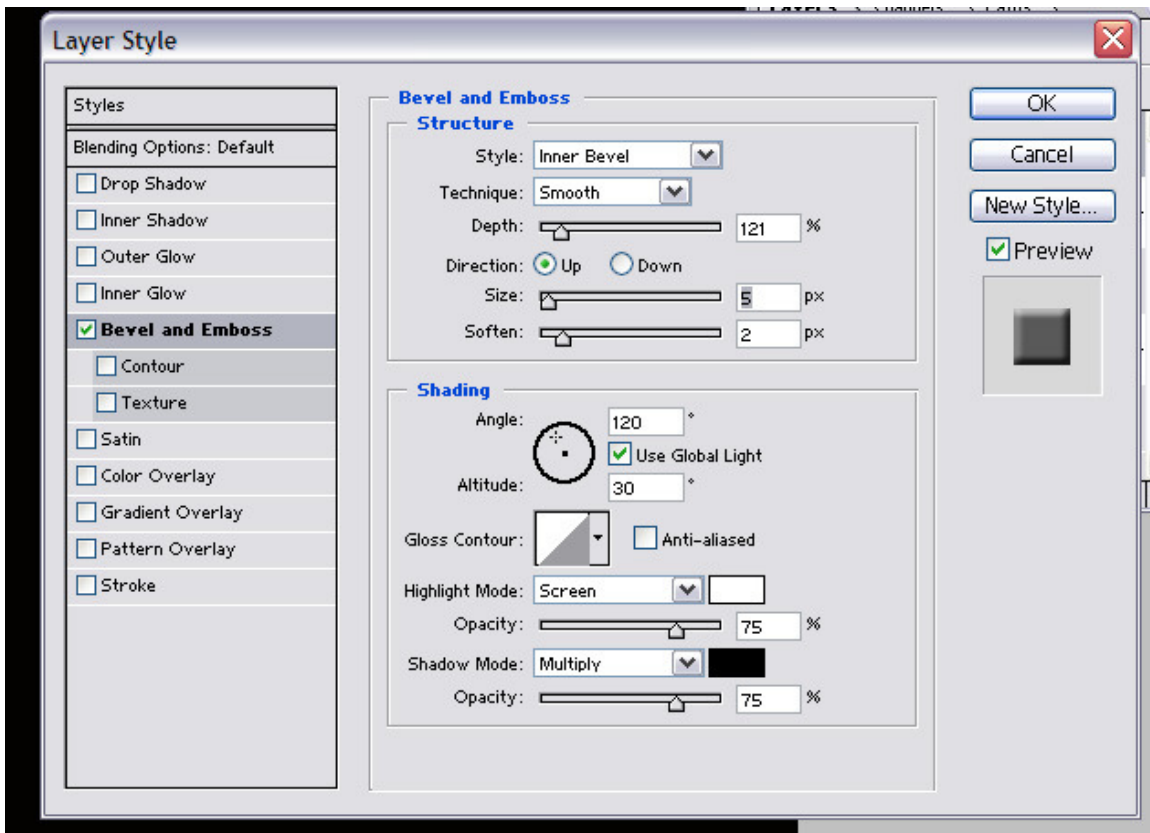 Layers Channels Paths
Layer Style
Styles
Blending Options: Default
Drop Shadow
Inner Shadow
Outer Glow
Inner Glow
Bevel and Emboss
Contour
Texture
Satin
Color Overlay
Gradient Overlay
Pattern Overlay
Stroke
Bevel and Emboss
Structure
Style: Inner Bevel
Technique: Smooth
Depth: 121 %
Direction: Up Down
Size: 5 px
Soften: 2 px
Shading
Angle: 120 °
Use Global Light
Altitude: 30 °
Gloss Contour: Anti-aliased
Highlight Mode: Screen
Opacity: 75 %
Shadow Mode: Multiply
Opacity: 75 %
OK
Cancel
New Style...
Preview